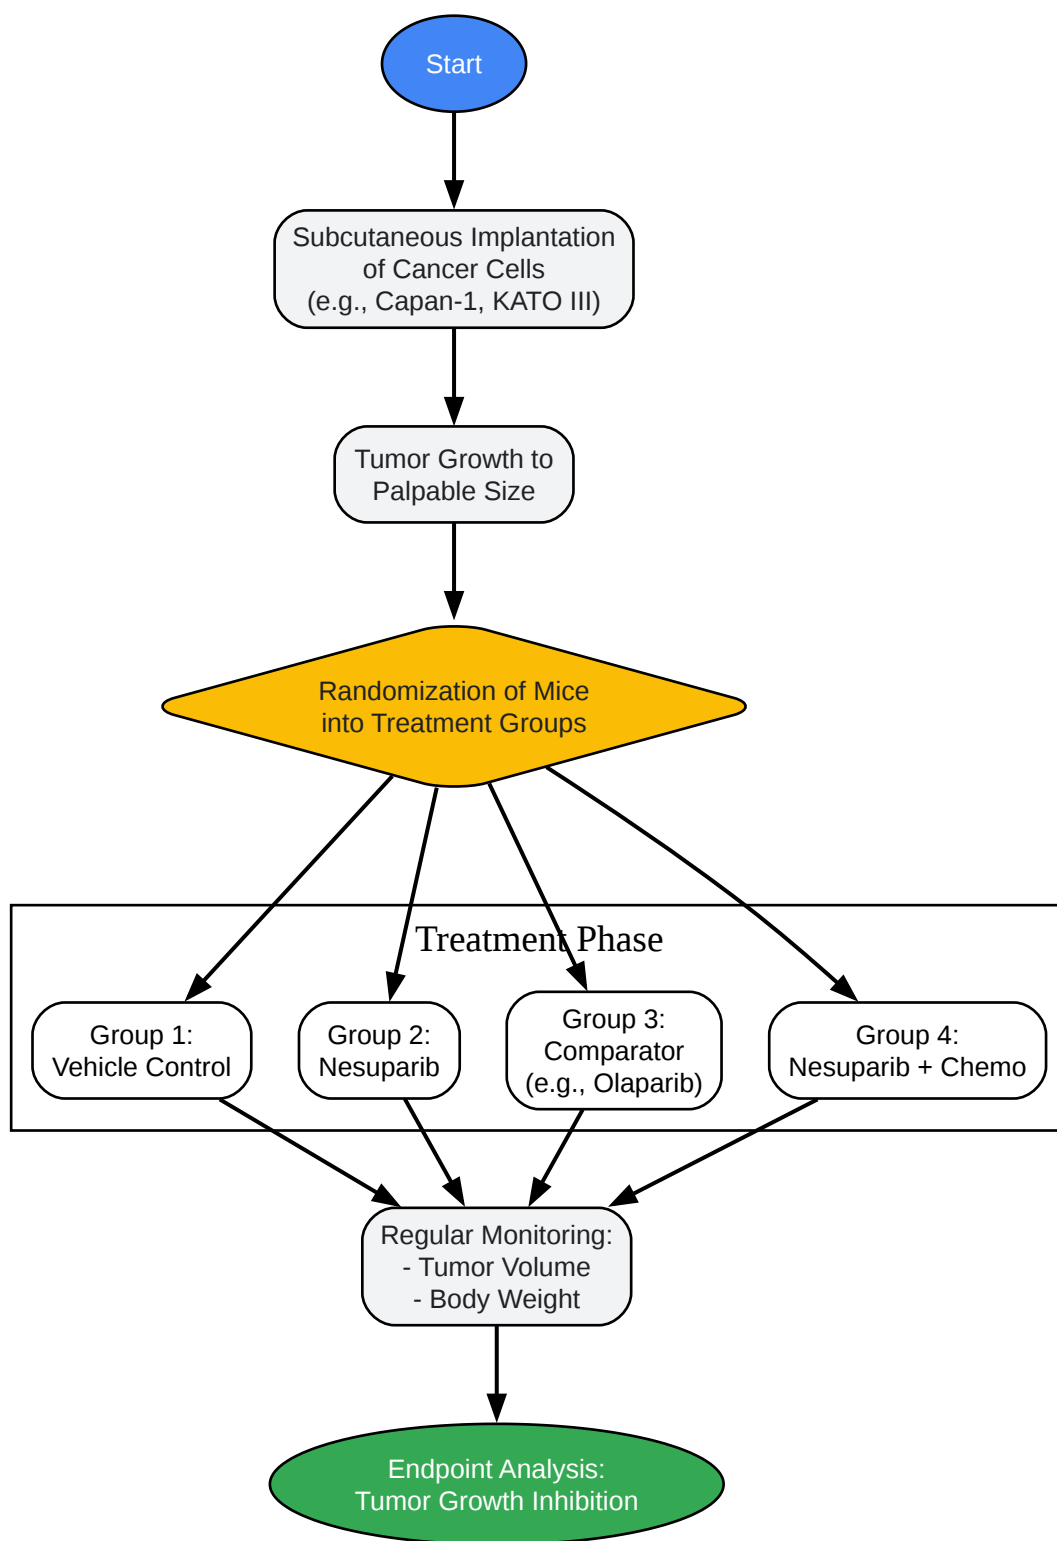 Start
Subcutaneous Implantation
of Cancer Cells
(e.g., Capan-1, KATO III)
Tumor Growth to
Palpable Size
Randomization of Mice
into Treatment Groups
Treatment Phase
Group 1:
Vehicle Control
Group 2:
Nesuparib
Group 3:
Comparator
(e.g., Olaparib)
Group 4:
Nesuparib + Chemo
Regular Monitoring:
- Tumor Volume
- Body Weight
Endpoint Analysis:
Tumor Growth Inhibition